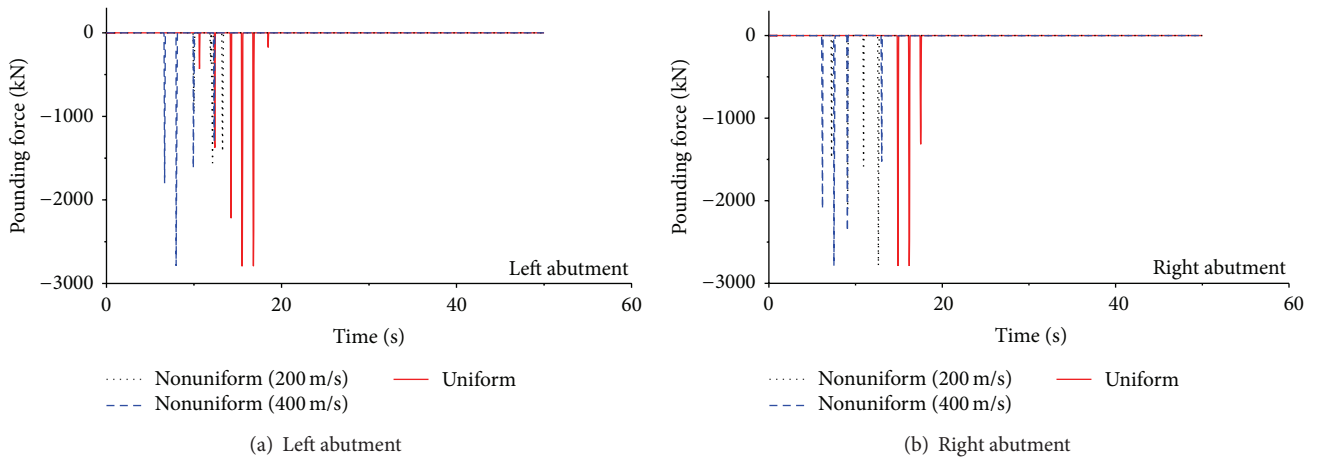 0
−1000
−2000
−3000
Pounding force (kN)
Left abutment
0 20 40 60
Time (s)
Nonuniform (200 m/s)
Nonuniform (400 m/s)
Uniform
(a) Left abutment
0
−1000
−2000
−3000
Pounding force (kN)
Right abutment
0 20 40 60
Time (s)
Nonuniform (200 m/s)
Nonuniform (400 m/s)
Uniform
(b) Right abutment